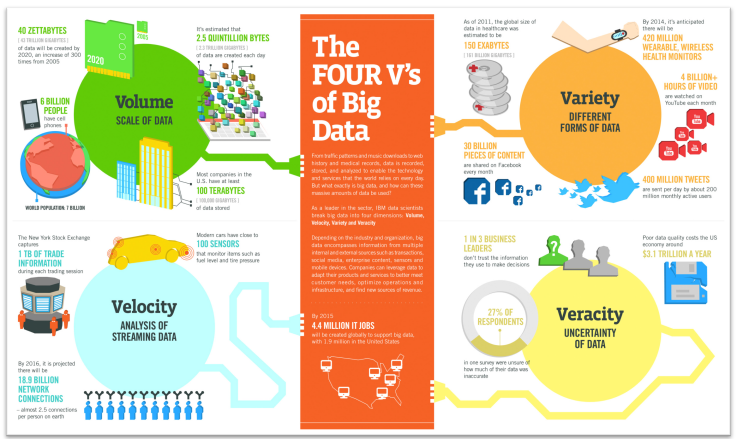 40 ZETTABYTES
[ 43 TRILLION GIGABYTES ]
of data will be created by
2020, an increase of 300
times from 2005
2005
2020
It's estimated that
2.5 QUINTILLION BYTES
[ 2.3 TRILLION GIGABYTES ]
of data are created each day
6 BILLION
PEOPLE
have cell
phones
WORLD POPULATION: 7 BILLION
Volume
SCALE OF DATA
Most companies in the
U.S. have at least
100 TERABYTES
[ 100,000 GIGABYTES ]
of data stored
The New York Stock Exchange
captures
1 TB OF TRADE
INFORMATION
during each trading session
Modern cars have close to
100 SENSORS
that monitor items such as
fuel level and tire pressure
Velocity
ANALYSIS OF
STREAMING DATA
By 2016, it is projected
there will be
18.9 BILLION
NETWORK
CONNECTIONS
– almost 2.5 connections
per person on earth
The
FOUR V's
of Big
Data
From traffic patterns and music downloads to web
history and medical records, data is recorded,
stored, and analyzed to enable the technology
and services that the world relies on every day.
But what exactly is big data, and how can these
massive amounts of data be used?
As a leader in the sector, IBM data scientists
break big data into four dimensions: Volume,
Velocity, Variety and Veracity
Depending on the industry and organization, big
data encompasses information from multiple
internal and external sources such as transactions,
social media, enterprise content, sensors and
mobile devices. Companies can leverage data to
adapt their products and services to better meet
customer needs, optimize operations and
infrastructure, and find new sources of revenue.
By 2015
4.4 MILLION IT JOBS
will be created globally to support big data,
with 1.9 million in the United States
As of 2011, the global size of
data in healthcare was
estimated to be
150 EXABYTES
[ 161 BILLION GIGABYTES ]
By 2014, it's anticipated
there will be
420 MILLION
WEARABLE, WIRELESS
HEALTH MONITORS
4 BILLION+
HOURS OF VIDEO
are watched on
YouTube each month
Variety
DIFFERENT
FORMS OF DATA
30 BILLION
PIECES OF CONTENT
are shared on Facebook
every month
400 MILLION TWEETS
are sent per day by about 200
million monthly active users
1 IN 3 BUSINESS
LEADERS
don't trust the information
they use to make decisions
?
Poor data quality costs the US
economy around
$3.1 TRILLION A YEAR
27% OF
RESPONDENTS
in one survey were unsure of
how much of their data was
inaccurate
Veracity
UNCERTAINTY
OF DATA